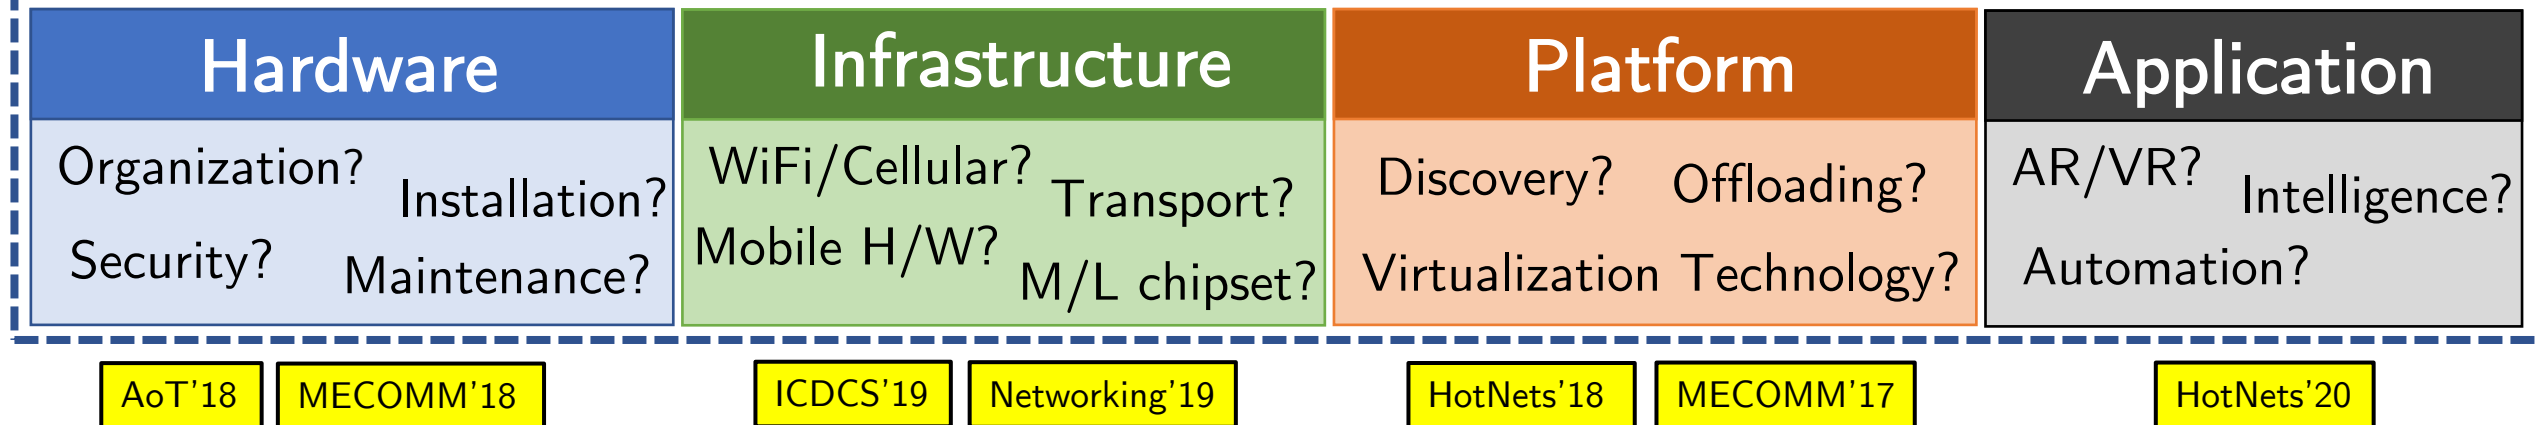 Hardware
Organization?
Installation?
Security?
Maintenance?
Infrastructure
WiFi/Cellular?
Transport?
Mobile H/W?
M/L chipset?
Platform
Discovery?
Offloading?
Virtualization Technology?
Application
AR/VR?
Intelligence?
Automation?
AoT'18
MECOMM'18
ICDCS'19
Networking'19
HotNets'18
MECOMM'17
HotNets'20